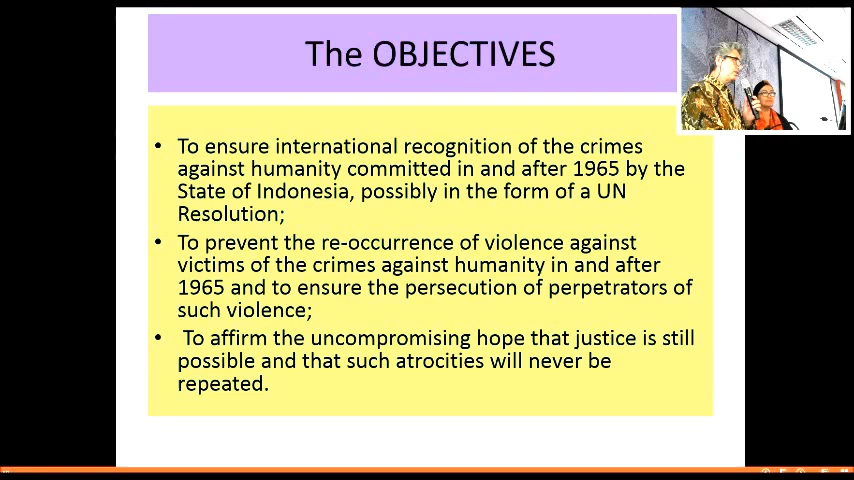 The OBJECTIVES
• To ensure international recognition of the crimes
against humanity committed in and after 1965 by the
State of Indonesia, possibly in the form of a UN
Resolution;
• To prevent the re-occurrence of violence against
victims of the crimes against humanity in and after
1965 and to ensure the persecution of perpetrators of
such violence;
• To affirm the uncompromising hope that justice is still
possible and that such atrocities will never be
repeated.